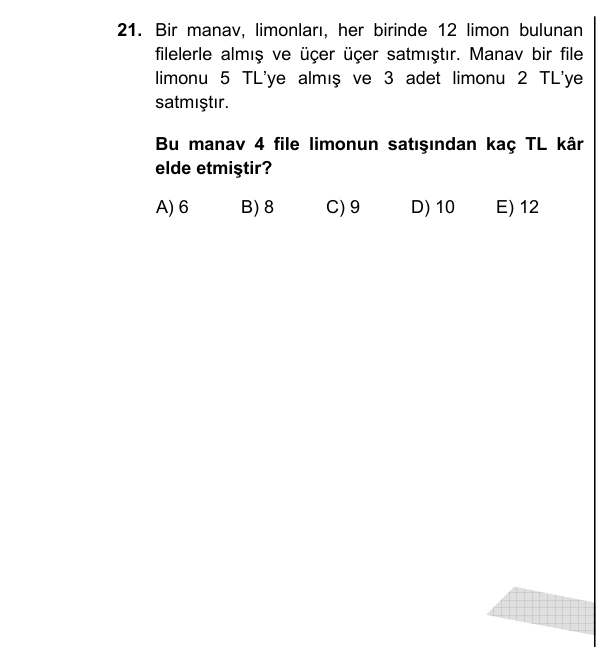 21. Bir manav, limonları, her birinde 12 limon bulunan
filelerle almış ve üçer üçer satmıştır. Manav bir file
limonu 5 TL'ye almış ve 3 adet limonu 2 TL'ye
satmıştır.
Bu manav 4 file limonun satışından kaç TL kâr
elde etmiştir?
A) 6 B) 8 C) 9 D) 10 E) 12